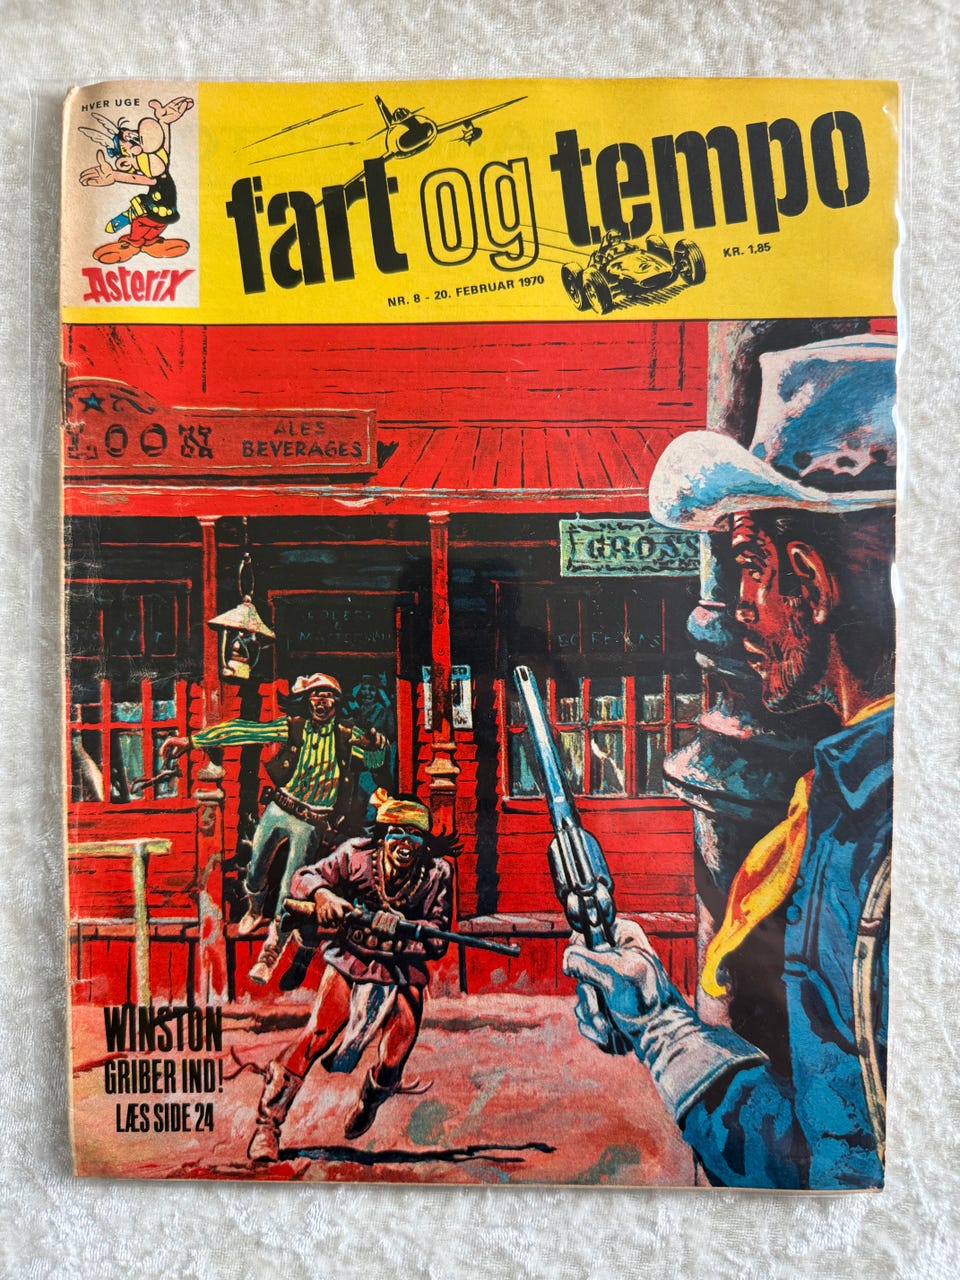 HVER UGE
Asterix
fart og tempo
NR. 8 - 20. FEBRUAR 1970
KR. 1,85
LOON
ALES
BEVERAGES
GROSS
WINSTON
GRIBER IND!
LÆS SIDE 24